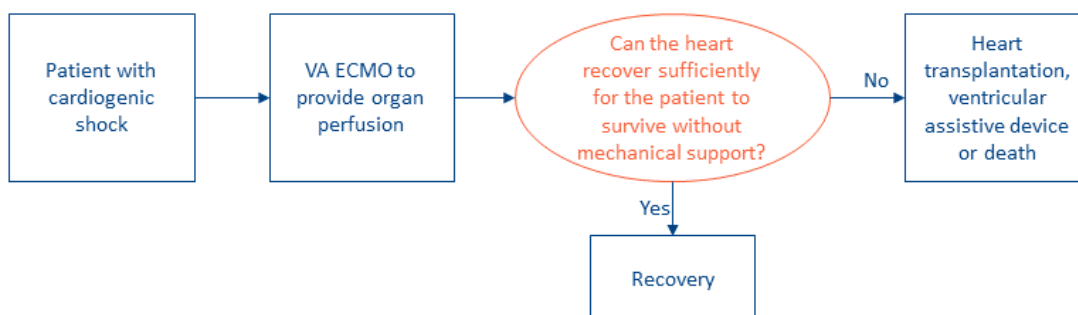 Patient with
cardiogenic
shock
VA ECMO to
provide organ
perfusion
Can the heart
recover sufficiently
for the patient to
survive without
mechanical support?
No
Heart
transplantation,
ventricular
assistive device
or death
Yes
Recovery